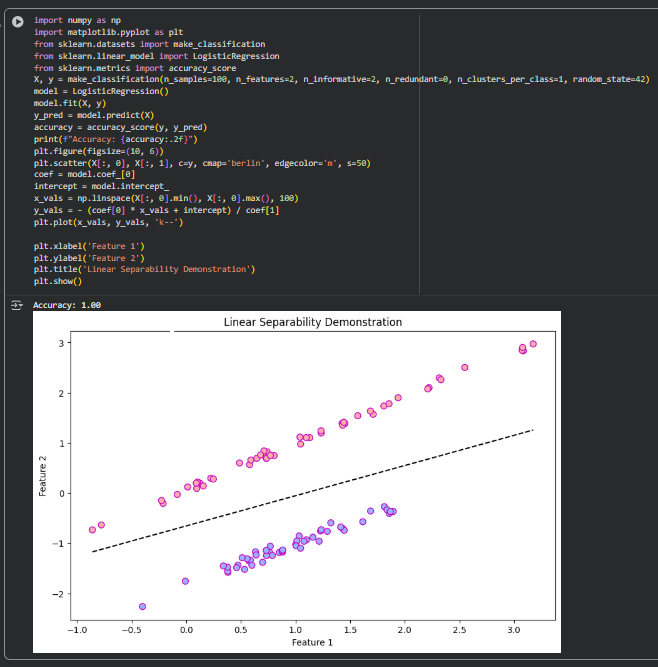 import numpy as np
import matplotlib.pyplot as plt
from sklearn.datasets import make_classification
from sklearn.linear_model import LogisticRegression
from sklearn.metrics import accuracy_score
X, y = make_classification(n_samples=100, n_features=2, n_informative=2, n_redundant=0, n_clusters_per_class=1, random_state=42)
model = LogisticRegression()
model.fit(X, y)
y_pred = model.predict(X)
accuracy = accuracy_score(y, y_pred)
print(f"Accuracy: {accuracy:.2f}")
plt.figure(figsize=(10, 6))
plt.scatter(X[:, 0], X[:, 1], c=y, cmap='berlin', edgecolor='m', s=50)
coef = model.coef_[0]
intercept = model.intercept_
x_vals = np.linspace(X[:, 0].min(), X[:, 0].max(), 100)
y_vals = - (coef[0] * x_vals + intercept) / coef[1]
plt.plot(x_vals, y_vals, 'k--')
plt.xlabel('Feature 1')
plt.ylabel('Feature 2')
plt.title('Linear Separability Demonstration')
plt.show()
Accuracy: 1.00
Linear Separability Demonstration
3
2
1
0
−1
−2
Feature 2
−1.0 −0.5 0.0 0.5 1.0 1.5 2.0 2.5 3.0
Feature 1